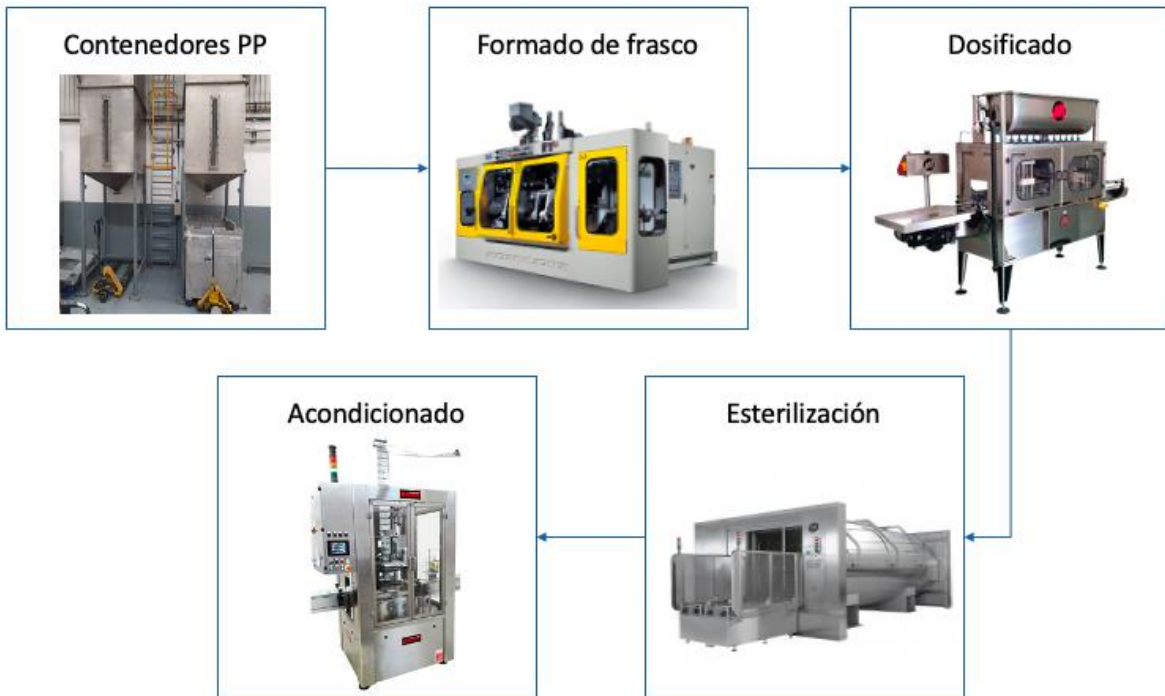 Contenedores PP
Formado de frasco
Dosificado
Acondicionado
Esterilización